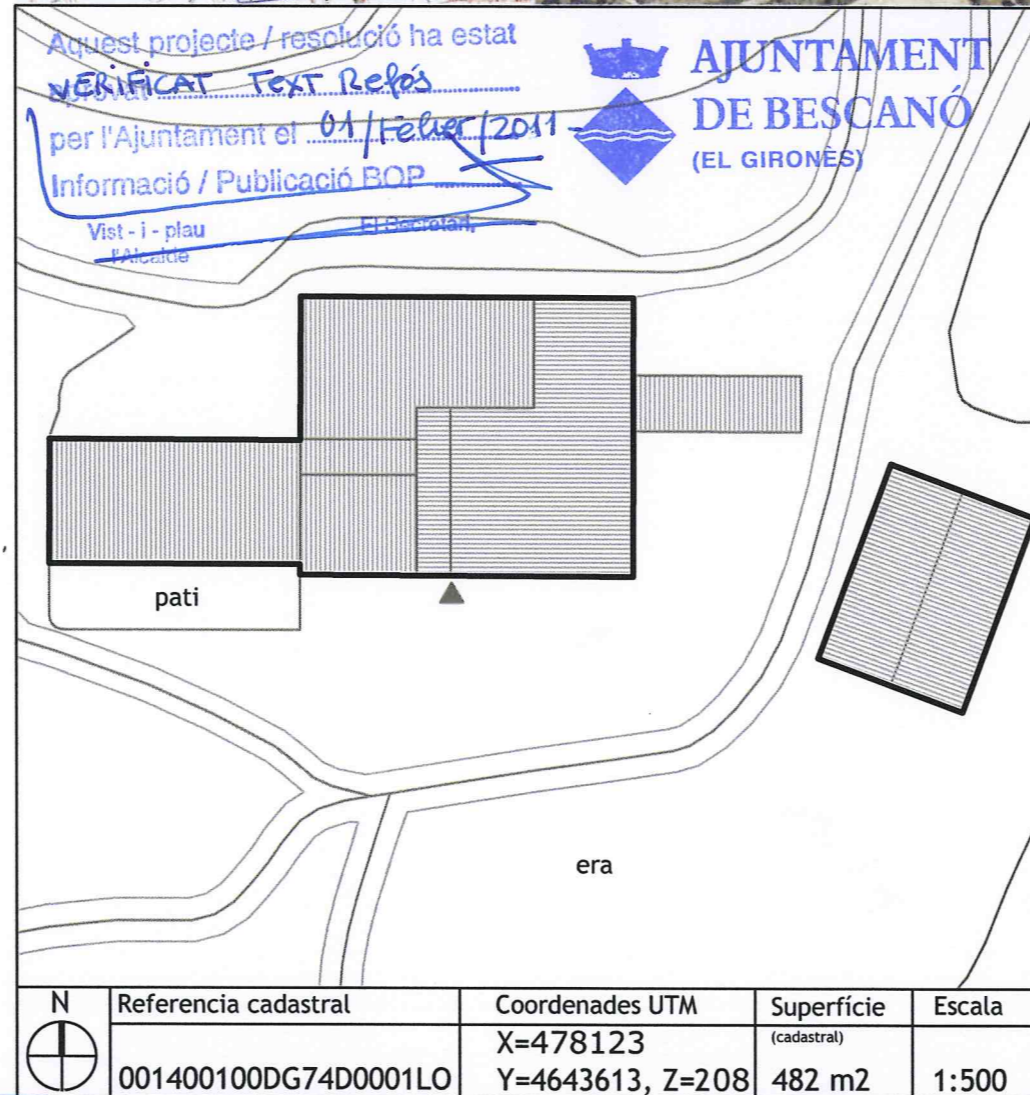 Aquest projecte / resolució ha estat
VERIFICAT TEXT Refós
per l'Ajuntament el 01/Febrer/2011
Informació / Publicació BOP
Vist - i - plau
l'Alcalde
El Secretari,
AJUNTAMENT
DE BESCANÓ
(EL GIRONÈS)
pati
era
N
Referencia cadastral
001400100DG74D0001LO
Coordenades UTM
X=478123
Y=4643613, Z=208
Superfície
(cadastral)
482 m2
Escala
1:500